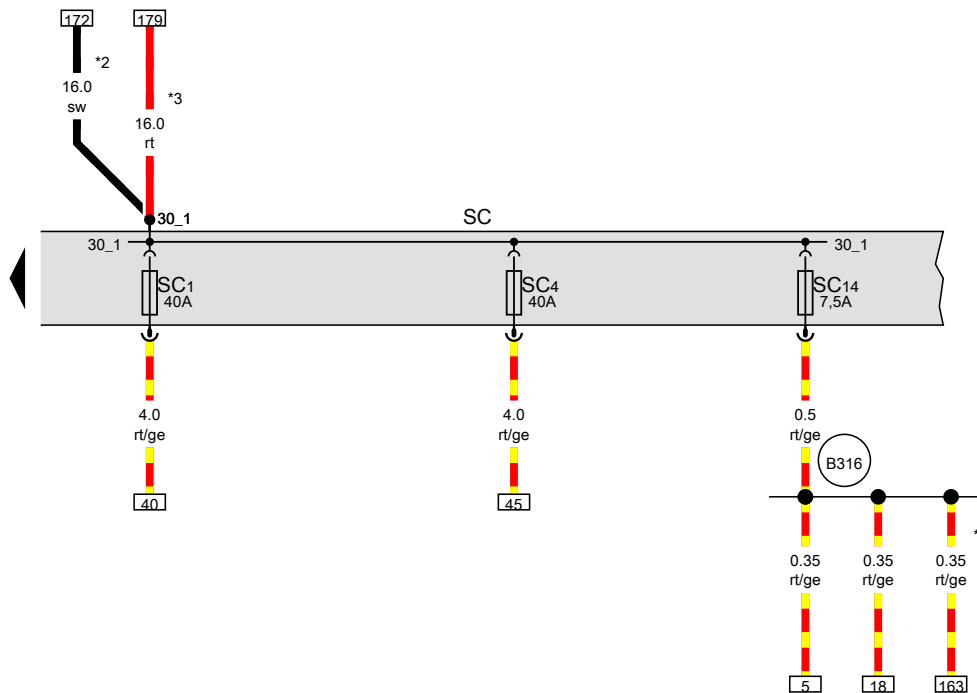 172
179
*2
16.0
sw
*3
16.0
rt
30_1
SC
30_1
30_1
SC1
40A
SC4
40A
SC14
7,5A
4.0
rt/ge
4.0
rt/ge
0.5
rt/ge
B316
40
45
*
0.35
rt/ge
0.35
rt/ge
0.35
rt/ge
5
18
163